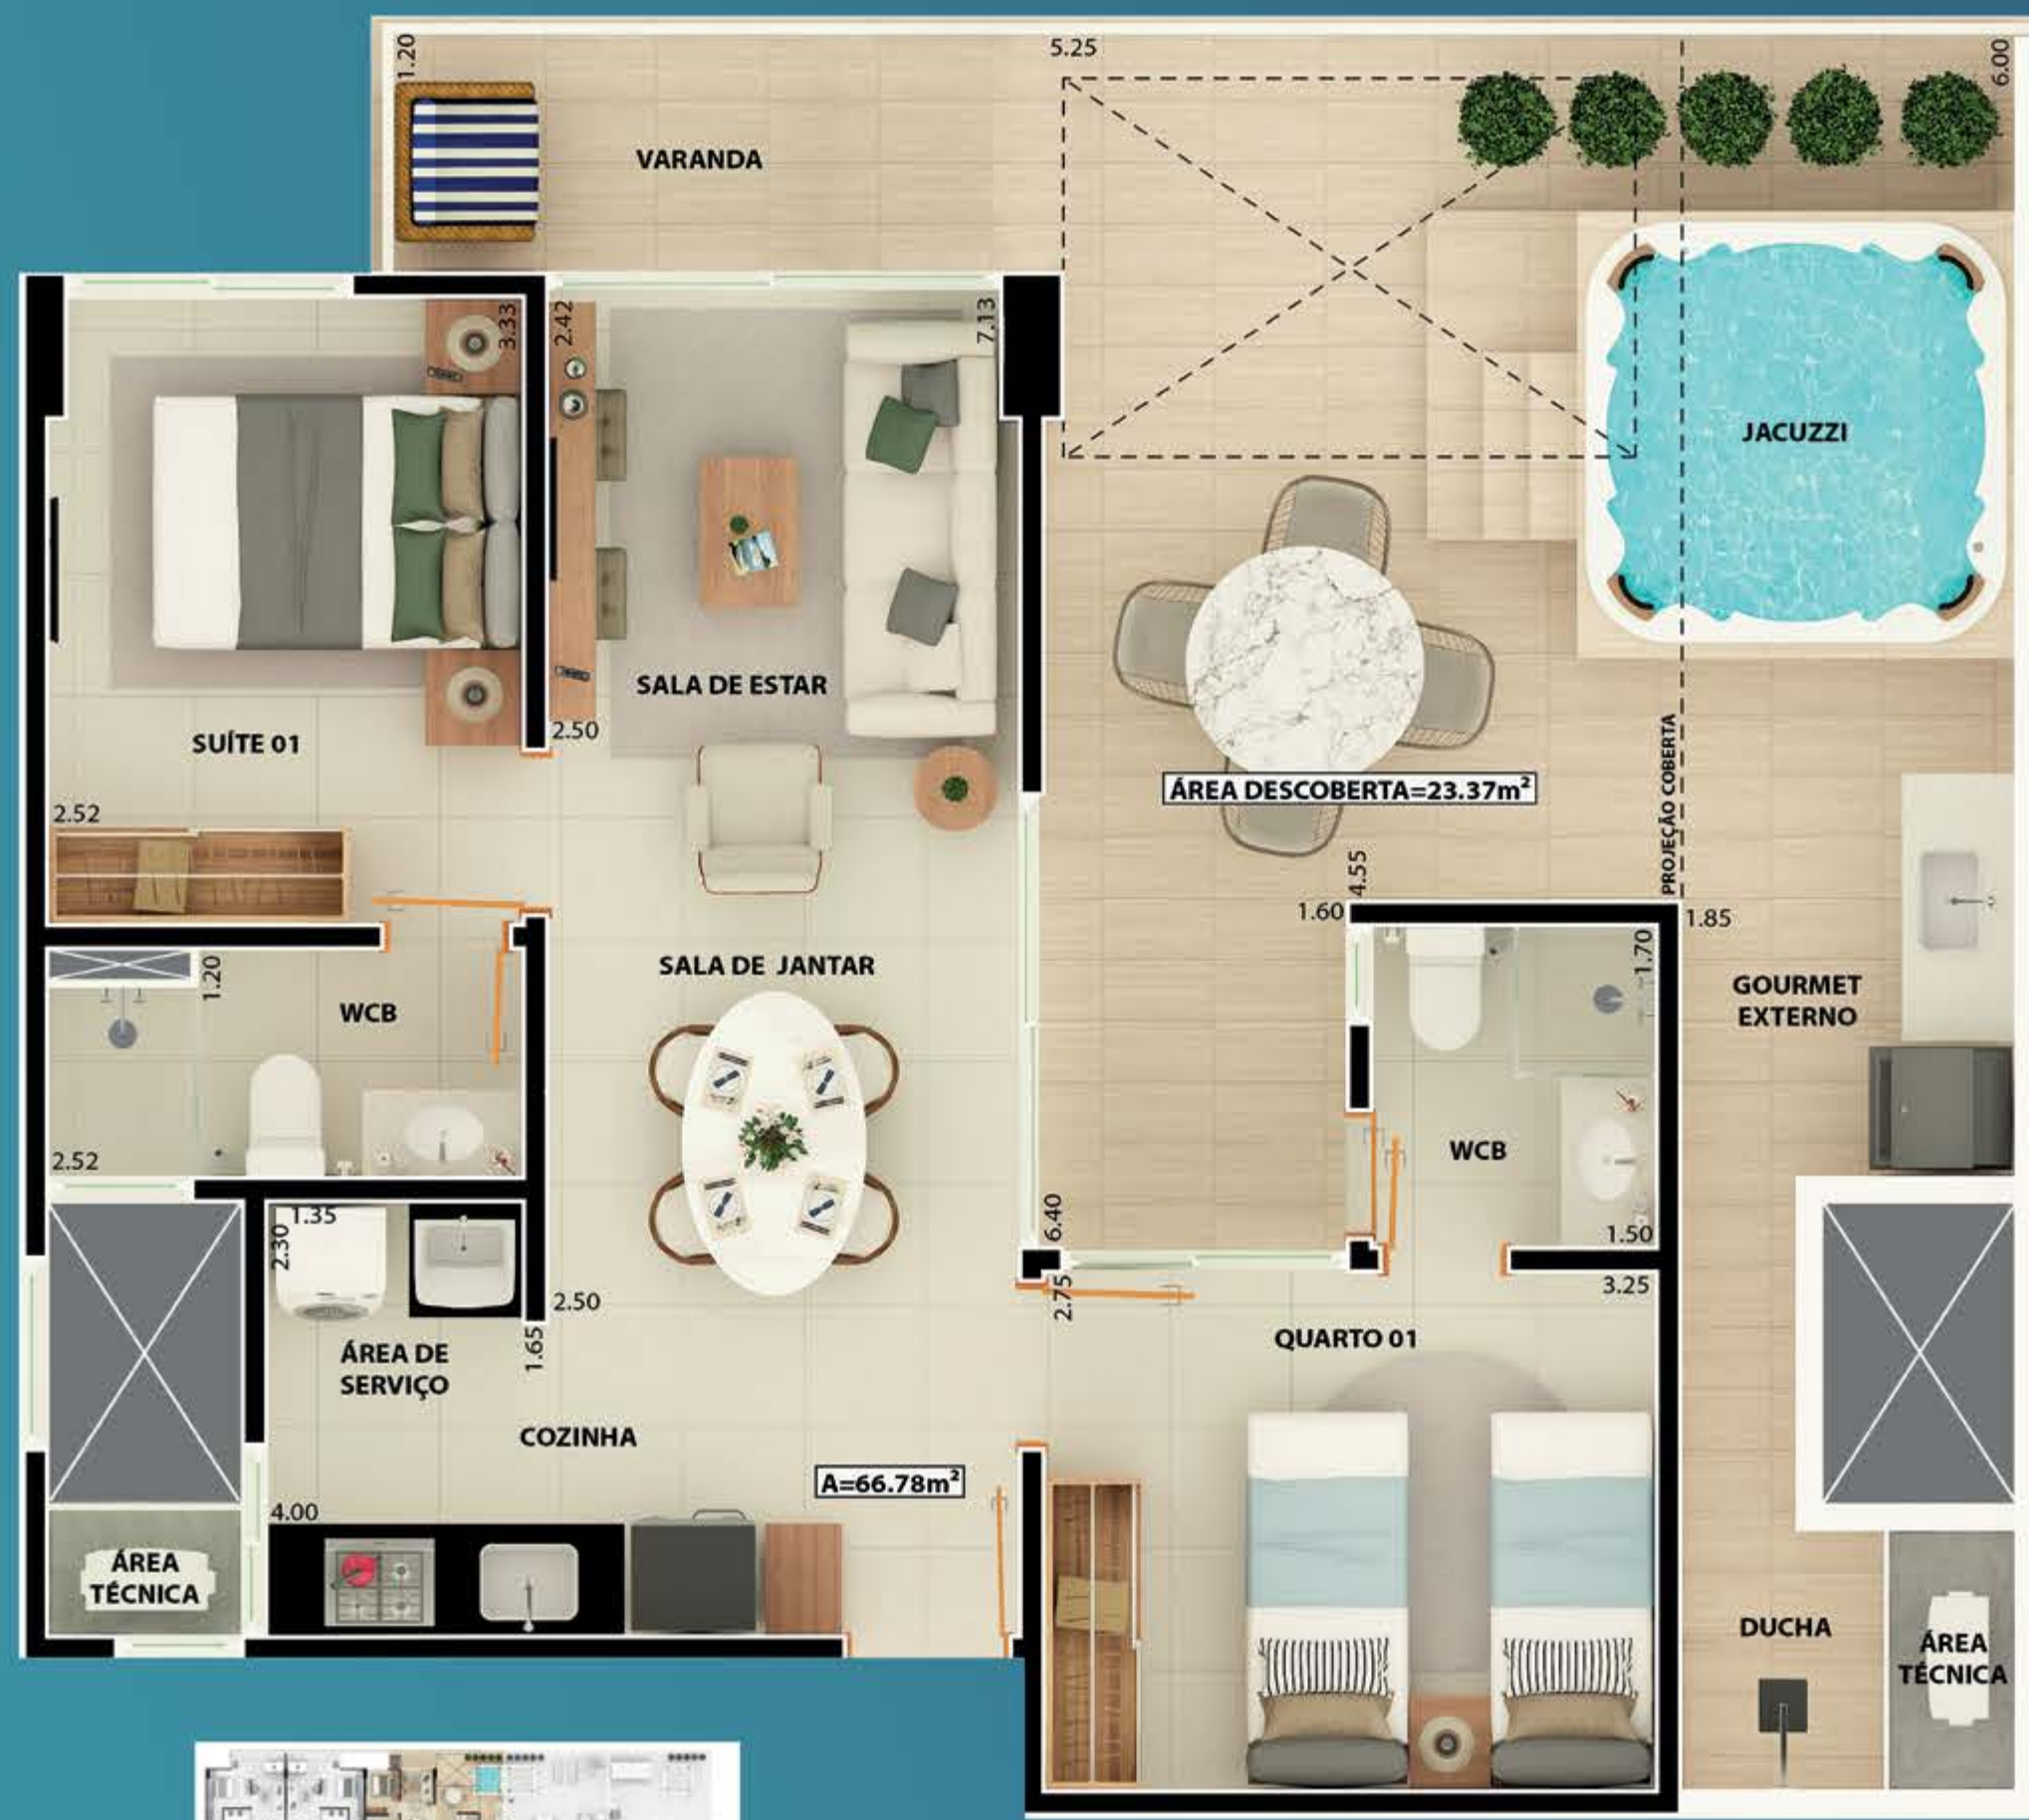 1.20
5.25
6.00
VARANDA
3.33
2.42
7.13
JACUZZI
SALA DE ESTAR
2.50
SUÍTE 01
PROJEÇÃO COBERTA
ÁREA DESCOBERTA=23.37m²
2.52
4.55
1.60
1.85
1.70
1.20
SALA DE JANTAR
WCB
GOURMET
EXTERNO
WCB
2.52
6.40
1.35
2.30
1.50
2.75
3.25
2.50
1.65
QUARTO 01
ÁREA DE
SERVIÇO
COZINHA
A=66.78m²
4.00
ÁREA
TÉCNICA
DUCHA
ÁREA
TÉCNICA